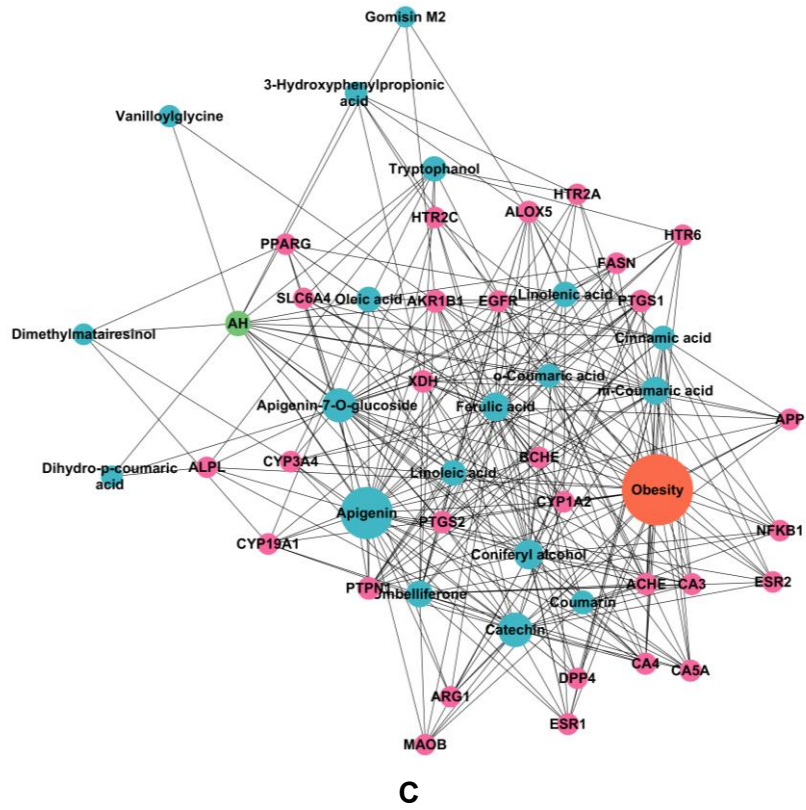 Gomisin M2
3-Hydroxyphenylpropionic
acid
Vanilloylglycine
Tryptophanol
HTR2A
HTR2C
ALOX5
HTR6
PPARG
FASN
SLC6A4
Oleic acid
AKR1B1
EGFR
Linolenic acid
PTGS1
AH
Dimethylmatairesinol
Cinnamic acid
o-Coumaric acid
XDH
m-Coumaric acid
Apigenin-7-O-glucoside
Ferulic acid
APP
BCHE
CYP3A4
Dihydro-p-coumaric
acid
ALPL
Linoleic acid
Obesity
CYP1A2
Apigenin
PTGS2
NFKB1
CYP19A1
Coniferyl alcohol
PTPN1
Umbelliferone
ACHE
CA3
ESR2
Coumarin
Catechin
CA4
CA5A
DPP4
ARG1
ESR1
MAOB
C